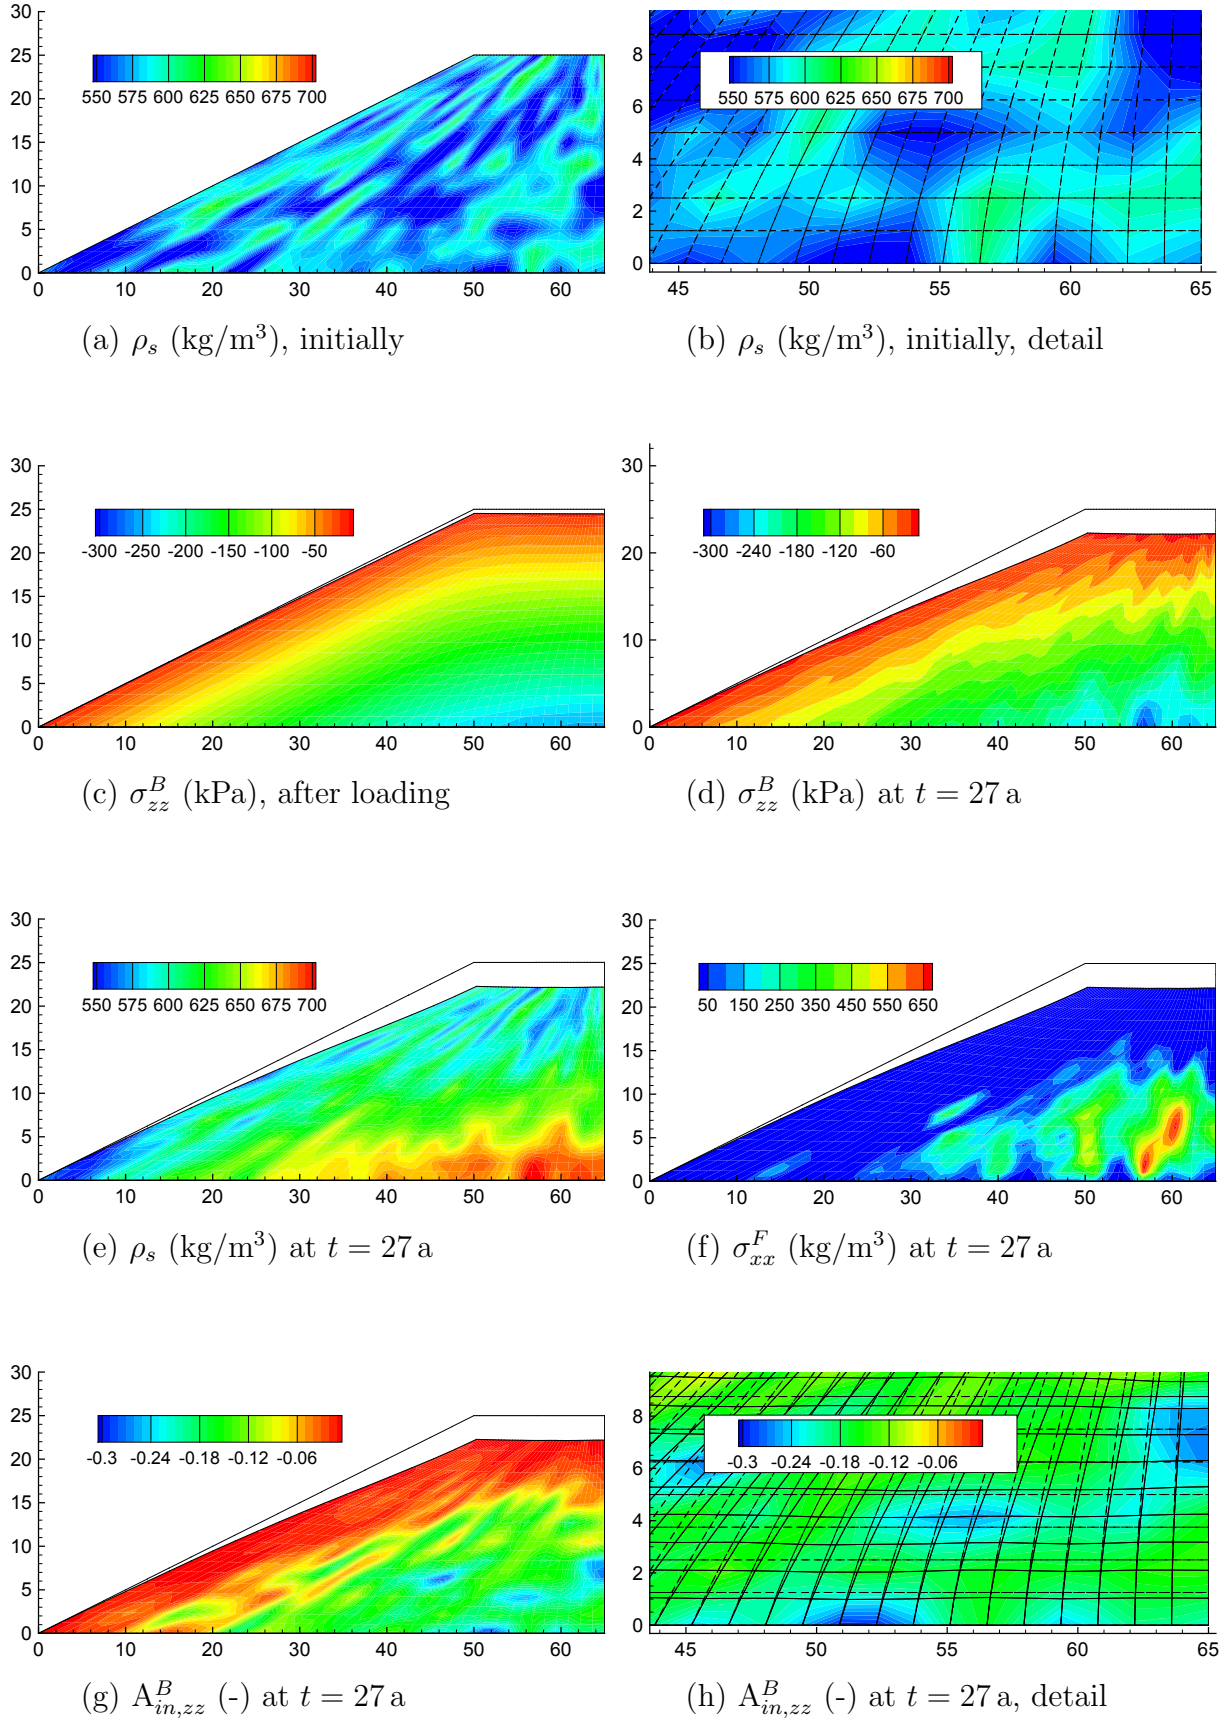 30
25
20
15
10
5
0
550 575 600 625 650 675 700
0 10 20 30 40 50 60
(a) ρ_s (kg/m³), initially
8
6
4
2
0
550 575 600 625 650 675 700
45 50 55 60 65
(b) ρ_s (kg/m³), initially, detail
30
25
20
15
10
5
0
-300 -250 -200 -150 -100 -50
0 10 20 30 40 50 60
(c) σ^B_zz (kPa), after loading
30
20
10
0
-300 -240 -180 -120 -60
0 10 20 30 40 50 60
(d) σ^B_zz (kPa) at t = 27 a
30
25
20
15
10
5
0
550 575 600 625 650 675 700
0 10 20 30 40 50 60
(e) ρ_s (kg/m³) at t = 27 a
30
25
20
15
10
5
0
50 150 250 350 450 550 650
0 10 20 30 40 50 60
(f) σ^F_xx (kg/m³) at t = 27 a
30
25
20
15
10
5
0
-0.3 -0.24 -0.18 -0.12 -0.06
0 10 20 30 40 50 60
(g) A^B_in,zz (-) at t = 27 a
8
6
4
2
0
-0.3 -0.24 -0.18 -0.12 -0.06
45 50 55 60 65
(h) A^B_in,zz (-) at t = 27 a, detail